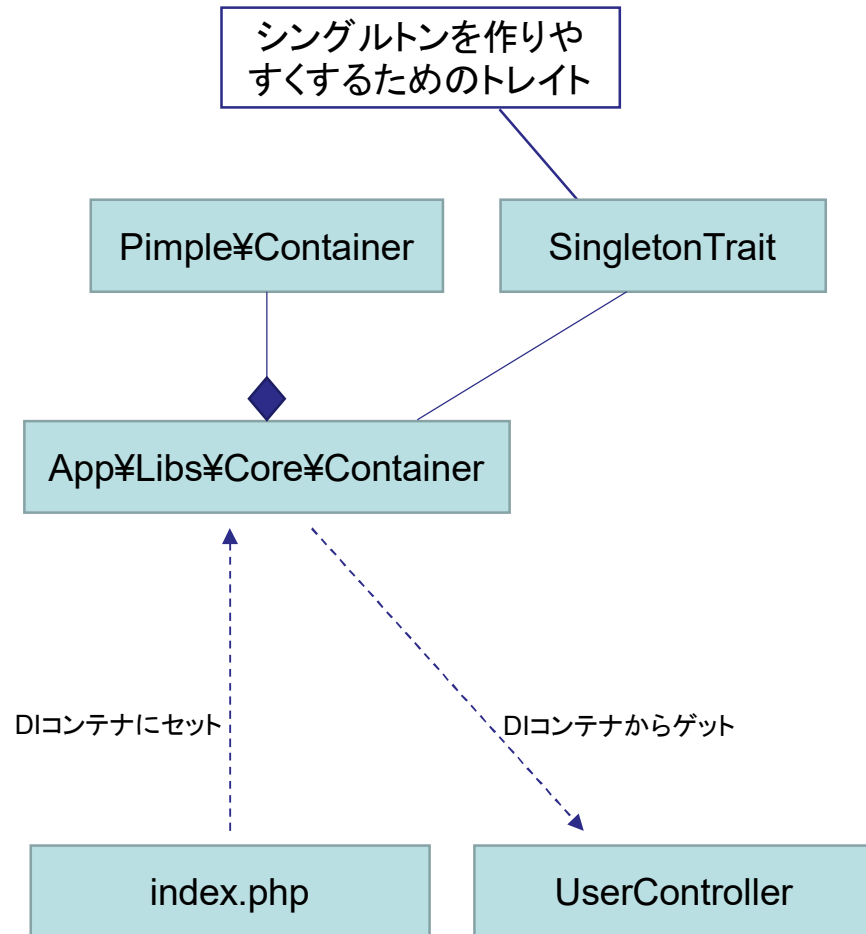 シングルトンを作りや
すくするためのトレイト
Pimple¥Container
SingletonTrait
App¥Libs¥Core¥Container
DIコンテナにセット
DIコンテナからゲット
index.php
UserController